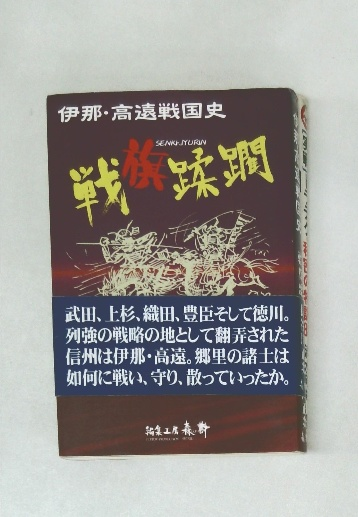 伊那・高遠戦国史
SENKI-JYURIN
戦旗蹂躙
武田、上杉、織田、豊臣そして徳川。
列強の戦略の地として翻弄された
信州は伊那・高遠。郷里の諸士は
如何に戦い、守り、散っていったか。
編集工房